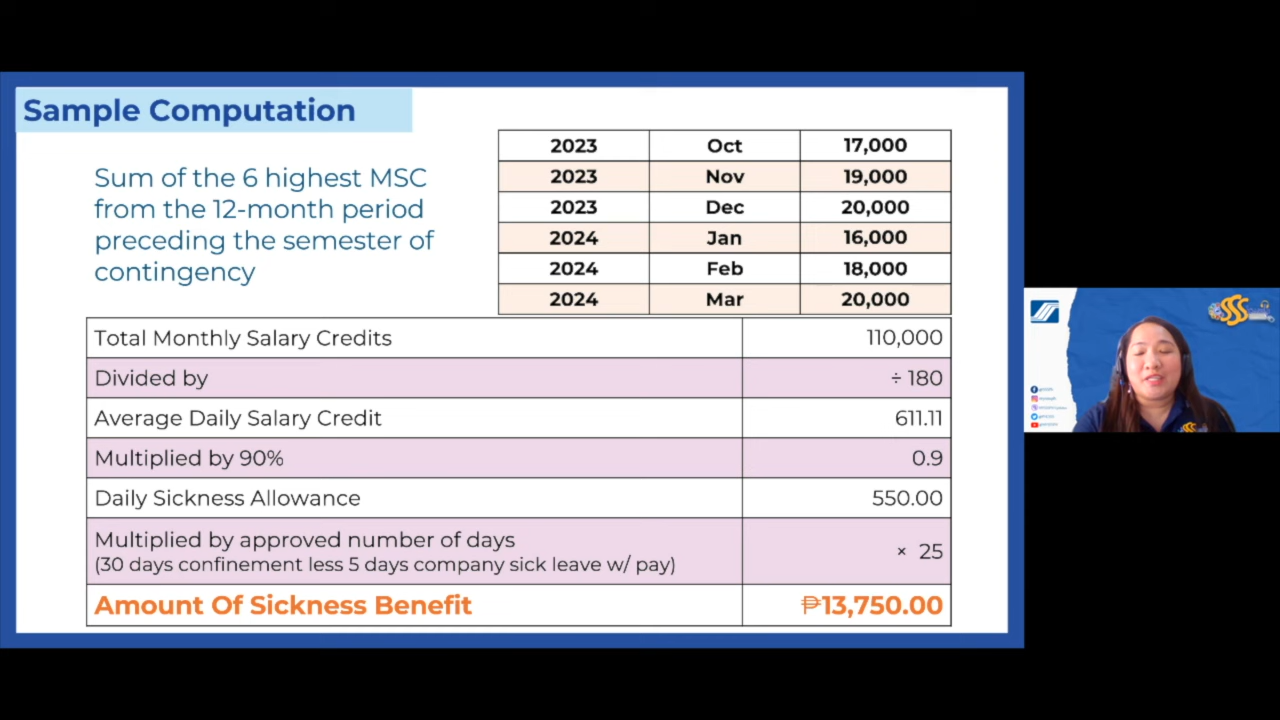 Sample Computation
Sum of the 6 highest MSC
from the 12-month period
preceding the semester of
contingency
2023 Oct 17,000
2023 Nov 19,000
2023 Dec 20,000
2024 Jan 16,000
2024 Feb 18,000
2024 Mar 20,000
Total Monthly Salary Credits 110,000
Divided by ÷ 180
Average Daily Salary Credit 611.11
Multiplied by 90% 0.9
Daily Sickness Allowance 550.00
Multiplied by approved number of days
(30 days confinement less 5 days company sick leave w/ pay) × 25
Amount Of Sickness Benefit ₱13,750.00
SSS